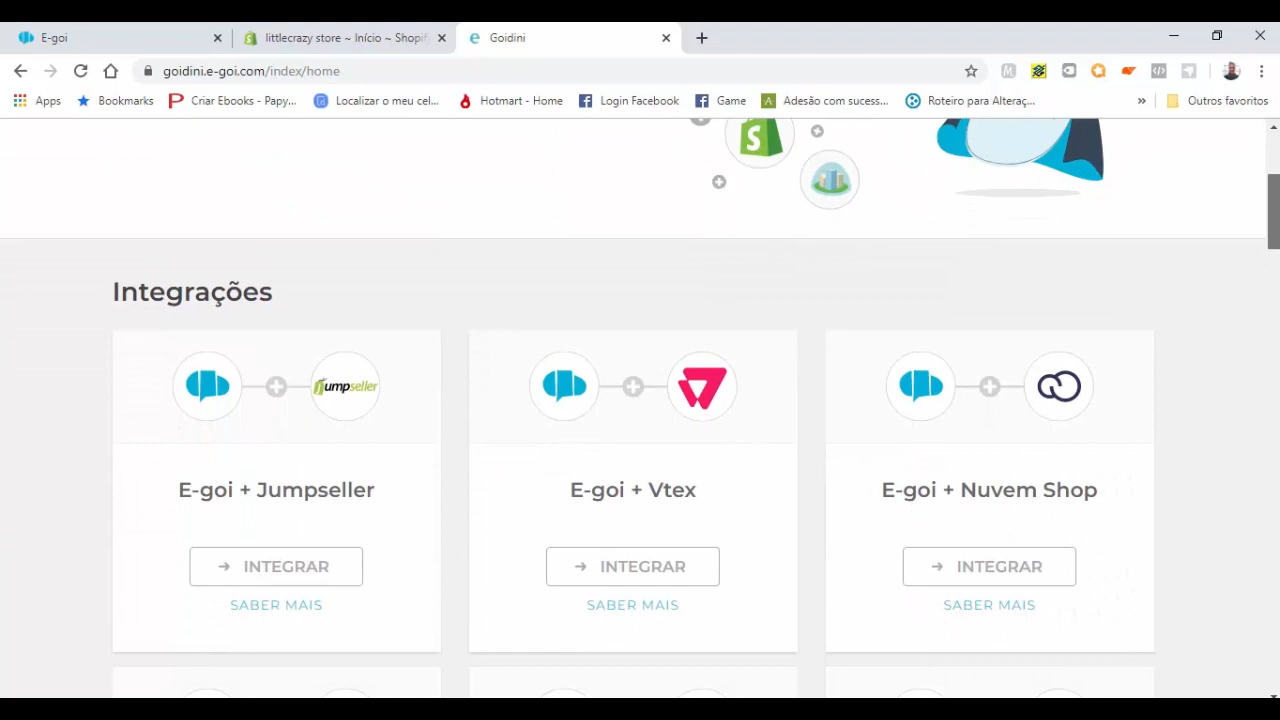 E-goi
littlecrazy store ~ Início ~ Shopif
Goidini
goidini.e-goi.com/index/home
Apps
Bookmarks
Criar Ebooks - Papy...
Localizar o meu cel...
Hotmart - Home
Login Facebook
Game
Adesão com sucess...
Roteiro para Alteraç...
»
Outros favoritos
Integrações
Jumpseller
E-goi + Jumpseller
E-goi + Vtex
E-goi + Nuvem Shop
→ INTEGRAR
→ INTEGRAR
→ INTEGRAR
SABER MAIS
SABER MAIS
SABER MAIS